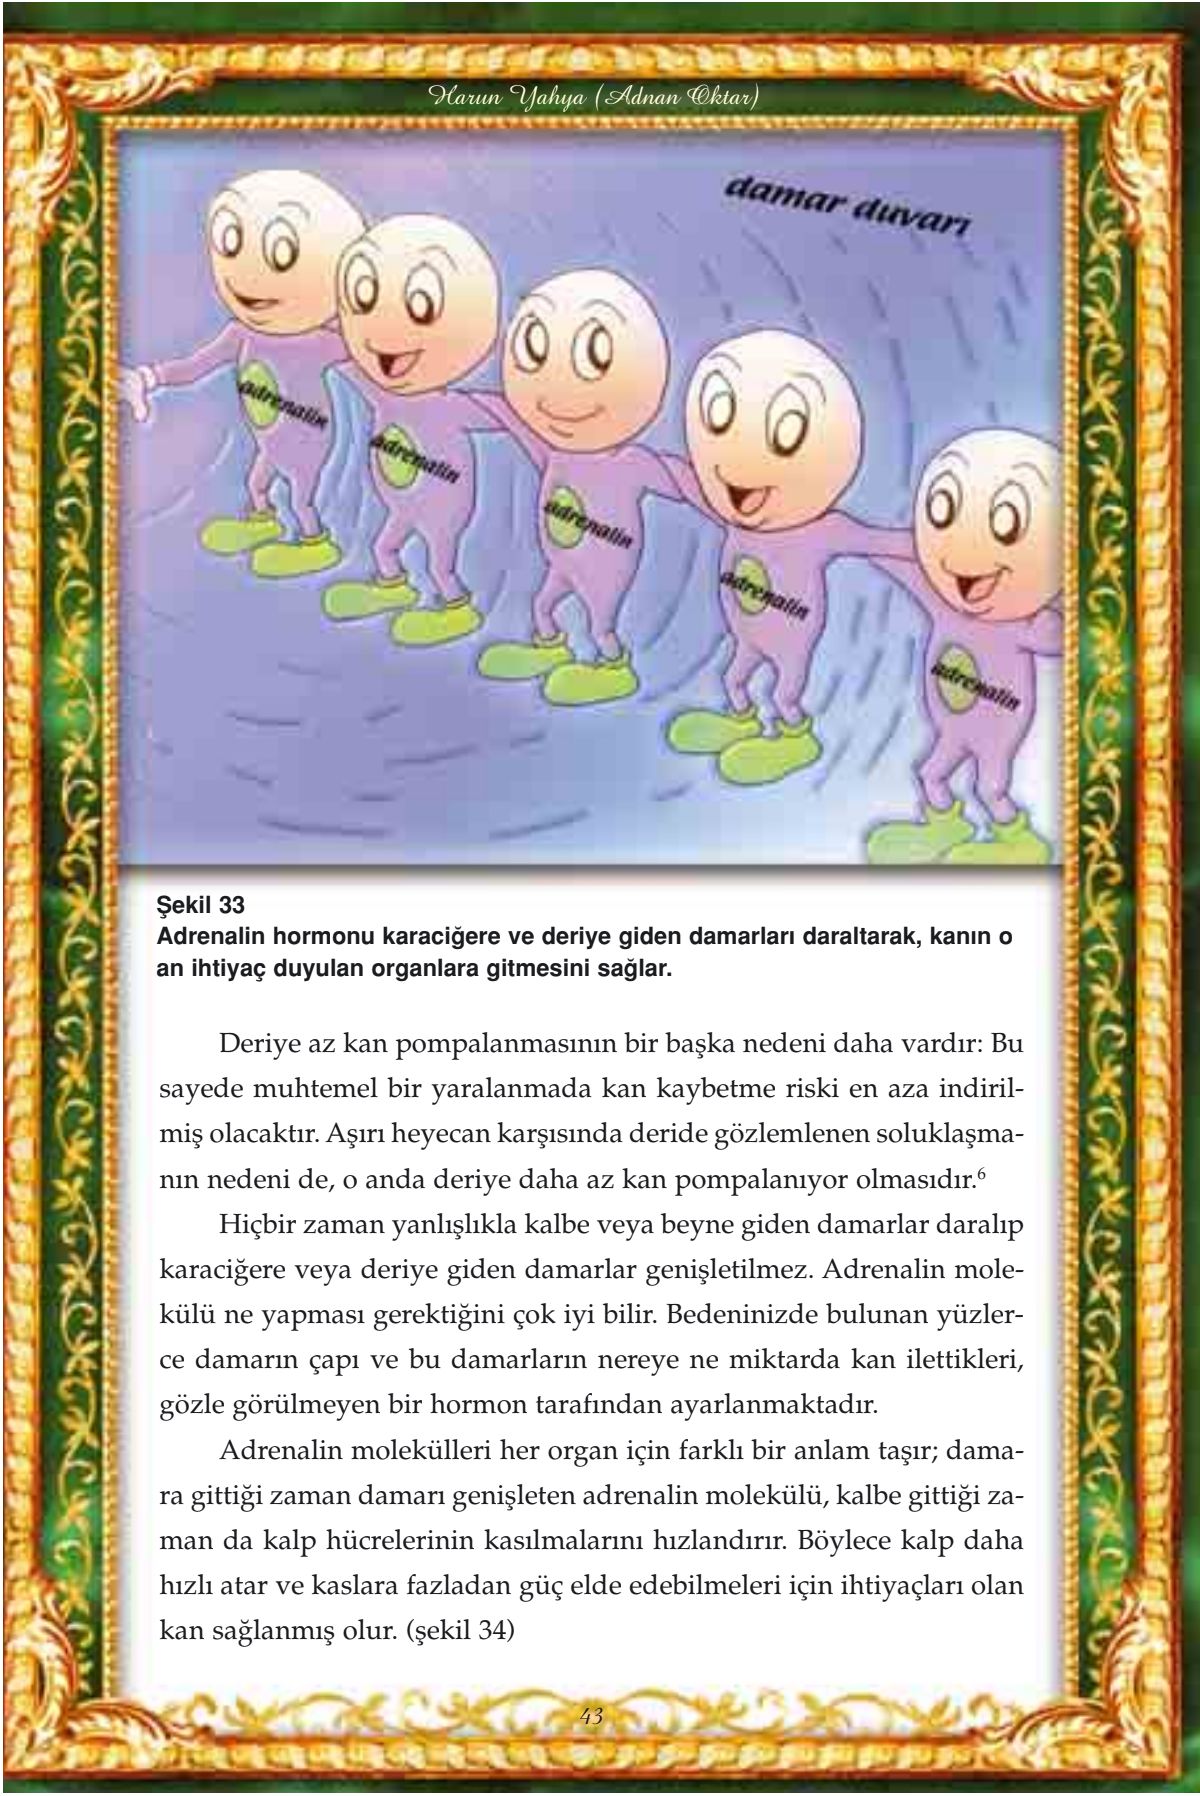 Harun Yahya (Adnan Oktar)
damar duvarı
adrenalin
adrenalin
adrenalin
adrenalin
adrenalin
Şekil 33
Adrenalin hormonu karaciğere ve deriye giden damarları daraltarak, kanın o
an ihtiyaç duyulan organlara gitmesini sağlar.
Deriye az kan pompalanmasının bir başka nedeni daha vardır: Bu
sayede muhtemel bir yaralanmada kan kaybetme riski en aza indiril-
miş olacaktır. Aşırı heyecan karşısında deride gözlemlenen soluklaşma-
nın nedeni de, o anda deriye daha az kan pompalanıyor olmasıdır.⁶
Hiçbir zaman yanlışlıkla kalbe veya beyne giden damarlar daralıp
karaciğere veya deriye giden damarlar genişletilmez. Adrenalin mole-
külü ne yapması gerektiğini çok iyi bilir. Bedeninizde bulunan yüzler-
ce damarın çapı ve bu damarların nereye ne miktarda kan ilettikleri,
gözle görülmeyen bir hormon tarafından ayarlanmaktadır.
Adrenalin molekülleri her organ için farklı bir anlam taşır; dama-
ra gittiği zaman damarı genişleten adrenalin molekülü, kalbe gittiği za-
man da kalp hücrelerinin kasılmalarını hızlandırır. Böylece kalp daha
hızlı atar ve kaslara fazladan güç elde edebilmeleri için ihtiyaçları olan
kan sağlanmış olur. (şekil 34)
43